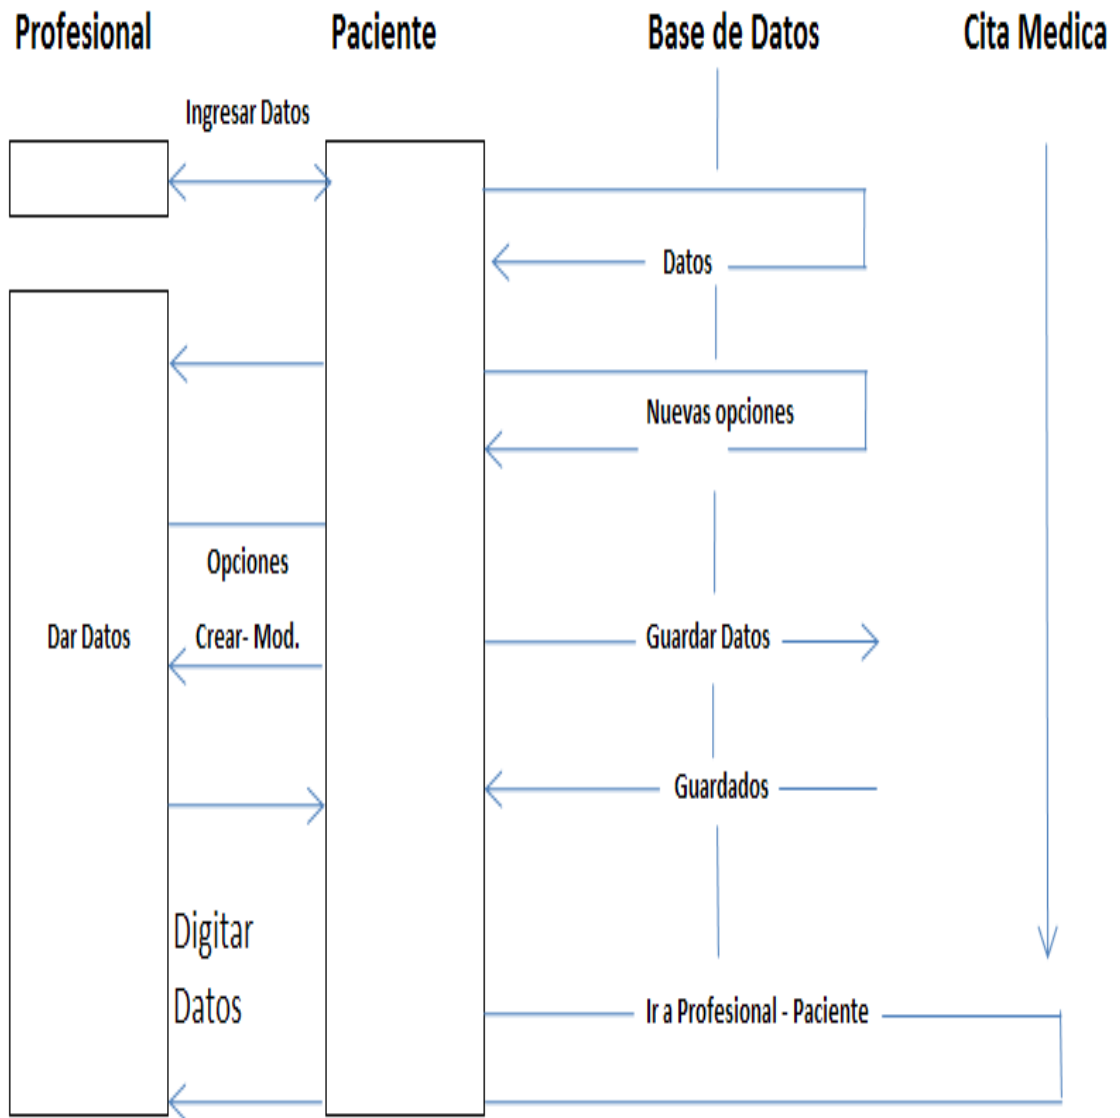 Profesional
Paciente
Base de Datos
Cita Medica
Ingresar Datos
Datos
Nuevas opciones
Opciones
Dar Datos
Crear- Mod.
Guardar Datos
Guardados
Digitar
Datos
Ir a Profesional - Paciente